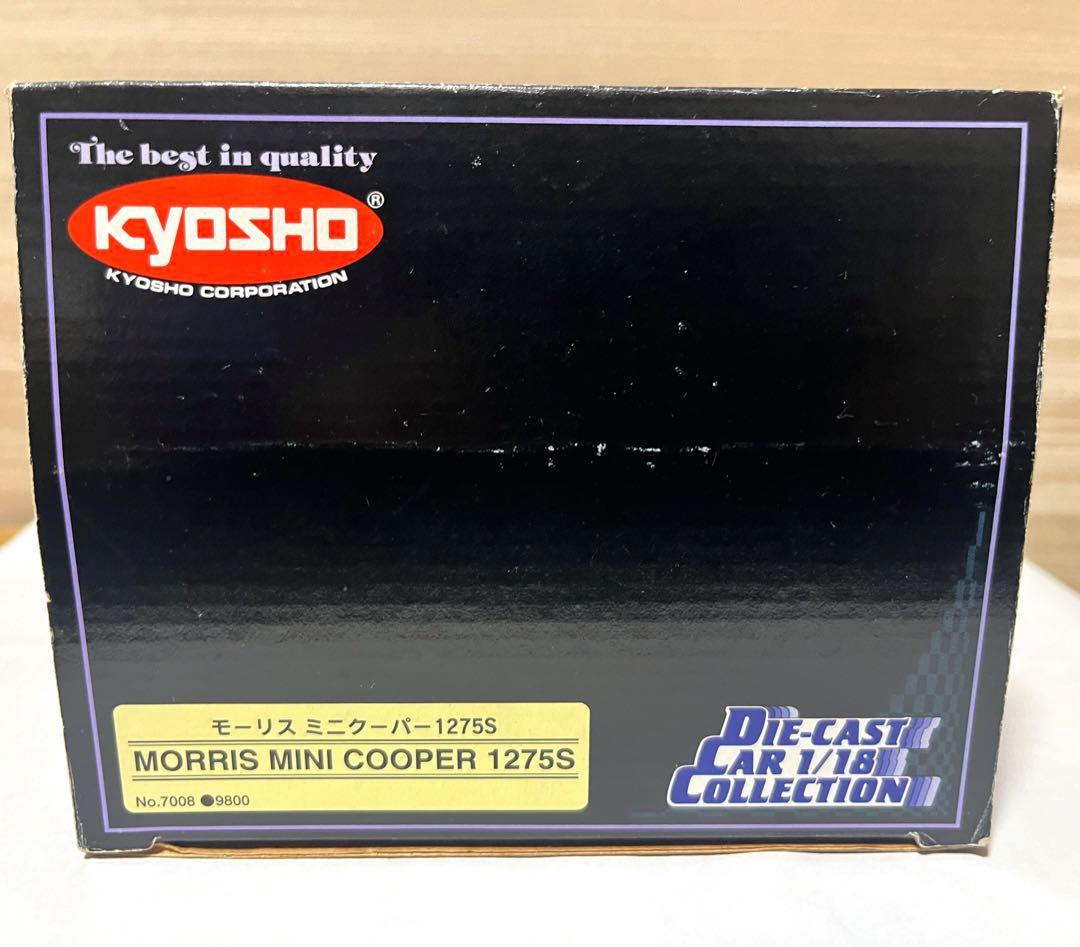 The best in quality
KYOSHO ®
KYOSHO CORPORATION
モーリス ミニクーパー1275S
MORRIS MINI COOPER 1275S
No.7008 ●9800
DIE-CAST
CAR 1/18
COLLECTION